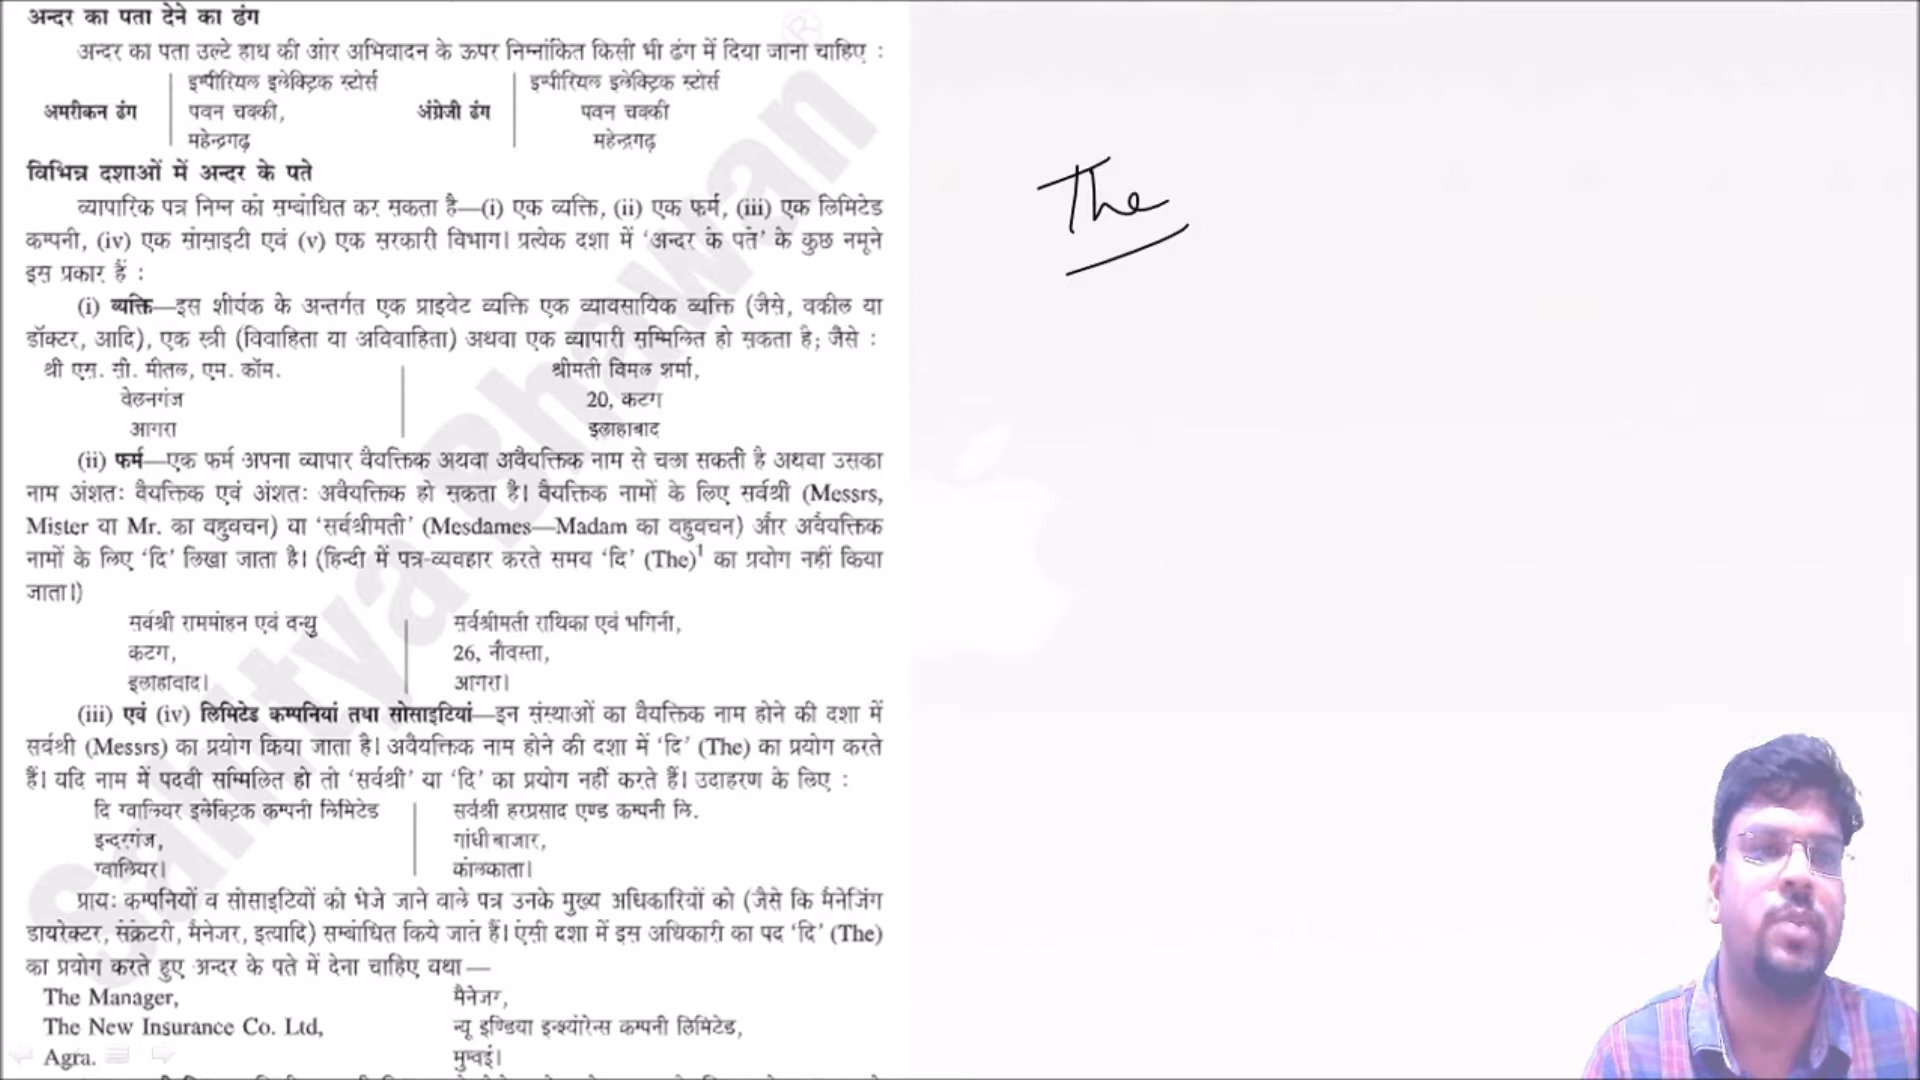 अन्दर का पता देने का ढंग
अन्दर का पता उल्टे हाथ की ओर अभिवादन के ऊपर निम्नांकित किसी भी ढंग में दिया जाना चाहिए :
अमरीकन ढंग
इम्पीरियल इलेक्ट्रिक स्टोर्स
पवन चक्की,
महेन्द्रगढ़
अंग्रेजी ढंग
इम्पीरियल इलेक्ट्रिक स्टोर्स
पवन चक्की
महेन्द्रगढ़
विभिन्न दशाओं में अन्दर के पते
व्यापारिक पत्र निम्न को सम्बोधित कर सकता है—(i) एक व्यक्ति, (ii) एक फर्म, (iii) एक लिमिटेड
कम्पनी, (iv) एक सोसाइटी एवं (v) एक सरकारी विभाग। प्रत्येक दशा में ‘अन्दर के पते’ के कुछ नमूने
इस प्रकार हैं :
(i) व्यक्ति—इस शीर्षक के अन्तर्गत एक प्राइवेट व्यक्ति एक व्यावसायिक व्यक्ति (जैसे, वकील या
डॉक्टर, आदि), एक स्त्री (विवाहिता या अविवाहिता) अथवा एक व्यापारी सम्मिलित हो सकता है; जैसे :
श्री एस. सी. मीतल, एम. कॉम.
बेलनगंज
आगरा
श्रीमती विमल शर्मा,
20, कटरा
इलाहाबाद
(ii) फर्म—एक फर्म अपना व्यापार वैयक्तिक अथवा अवैयक्तिक नाम से चला सकती है अथवा उसका
नाम अंशतः वैयक्तिक एवं अंशतः अवैयक्तिक हो सकता है। वैयक्तिक नामों के लिए सर्वश्री (Messrs,
Mister या Mr. का बहुवचन) या ‘सर्वश्रीमती’ (Mesdames—Madam का बहुवचन) और अवैयक्तिक
नामों के लिए ‘दि’ लिखा जाता है। (हिन्दी में पत्र-व्यवहार करते समय ‘दि’ (The)¹ का प्रयोग नहीं किया
जाता।)
सर्वश्री राममोहन एवं बन्धु
कटरा,
इलाहाबाद।
सर्वश्रीमती राधिका एवं भगिनी,
26, नौबस्ता,
आगरा।
(iii) एवं (iv) लिमिटेड कम्पनियां तथा सोसाइटियां—इन संस्थाओं का वैयक्तिक नाम होने की दशा में
सर्वश्री (Messrs) का प्रयोग किया जाता है। अवैयक्तिक नाम होने की दशा में ‘दि’ (The) का प्रयोग करते
हैं। यदि नाम में पदवी सम्मिलित हो तो ‘सर्वश्री’ या ‘दि’ का प्रयोग नहीं करते हैं। उदाहरण के लिए :
दि ग्वालियर इलेक्ट्रिक कम्पनी लिमिटेड
इन्दरगंज,
ग्वालियर।
सर्वश्री हरप्रसाद एण्ड कम्पनी लि.
गांधी बाजार,
कोलकाता।
प्रायः कम्पनियों व सोसाइटियों को भेजे जाने वाले पत्र उनके मुख्य अधिकारियों को (जैसे कि मैनेजिंग
डायरेक्टर, सेक्रेटरी, मैनेजर, इत्यादि) सम्बोधित किये जाते हैं। ऐसी दशा में इस अधिकारी का पद ‘दि’ (The)
का प्रयोग करते हुए अन्दर के पते में देना चाहिए यथा—
The Manager,
The New Insurance Co. Ltd,
Agra.
मैनेजर,
न्यू इण्डिया इन्श्योरेन्स कम्पनी लिमिटेड,
मुम्बई।
The
Sahitya Bhawan®